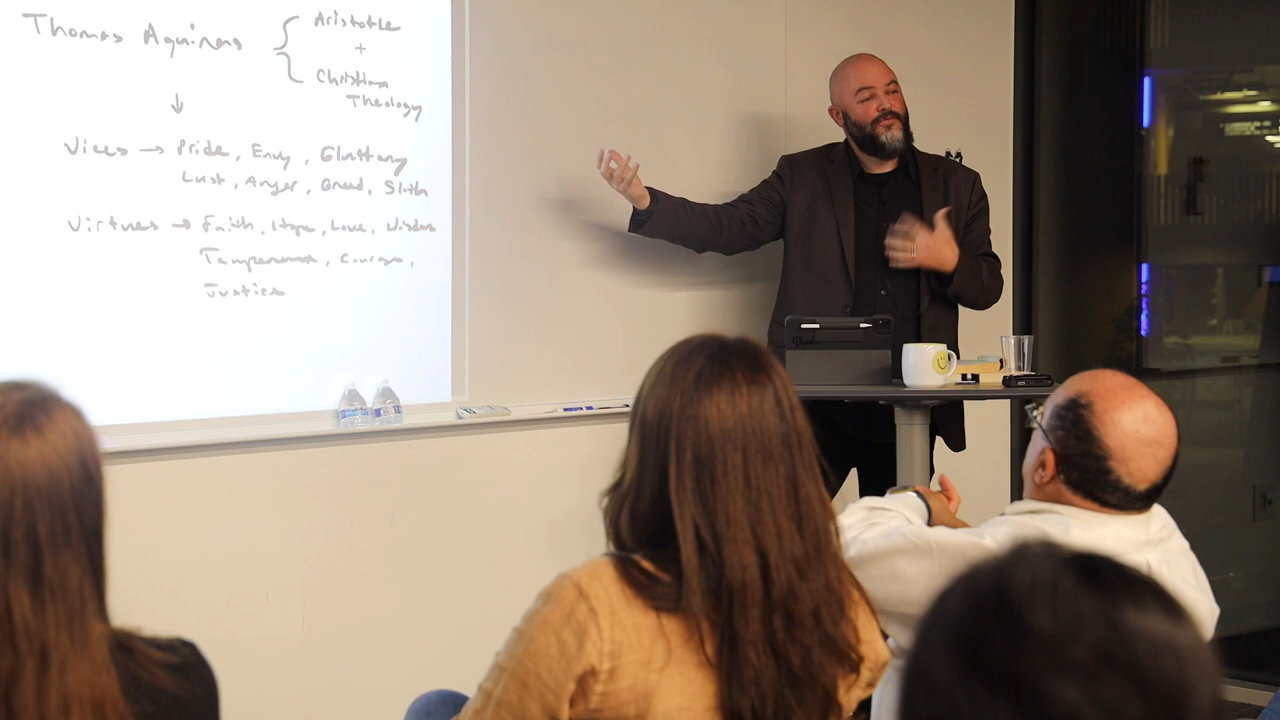 Thomas Aquinas { Aristotle
+
Christian
Theology
↓
Vices → Pride, Envy, Gluttony
Lust, Anger, Greed, Sloth
Virtues → Faith, Hope, Love, Wisdom
Temperement, Courage,
Justice